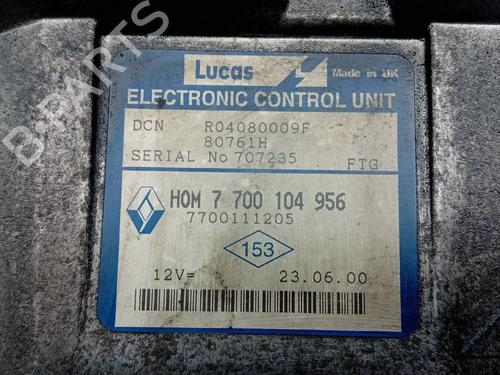 Lucas
Made in UK
ELECTRONIC CONTROL UNIT
DCN R04080009F
80761H
SERIAL No 707235 FTG
HOM 7 700 104 956
7700111205
153
12V= 23.06.00
B-PARTS